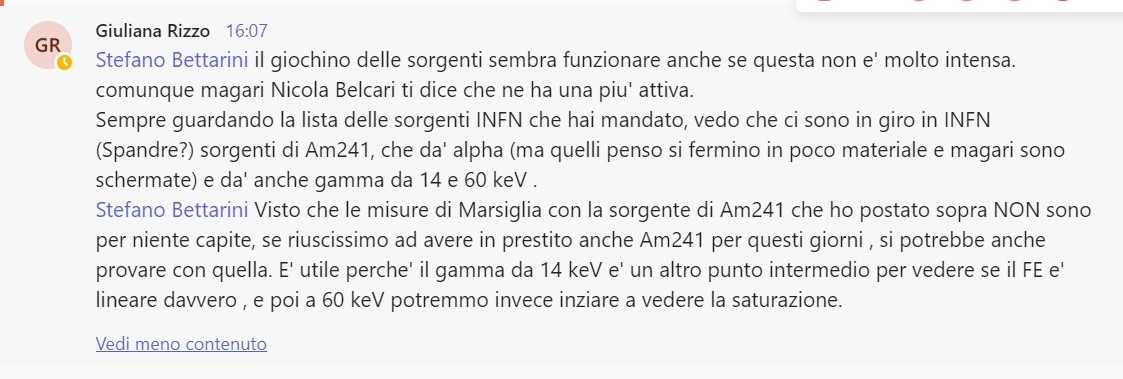 Giuliana Rizzo 16:07
GR
Stefano Bettarini il giochino delle sorgenti sembra funzionare anche se questa non e' molto intensa.
comunque magari Nicola Belcari ti dice che ne ha una piu' attiva.
Sempre guardando la lista delle sorgenti INFN che hai mandato, vedo che ci sono in giro in INFN
(Spandre?) sorgenti di Am241, che da' alpha (ma quelli penso si fermino in poco materiale e magari sono
schermate) e da' anche gamma da 14 e 60 keV .
Stefano Bettarini Visto che le misure di Marsiglia con la sorgente di Am241 che ho postato sopra NON sono
per niente capite, se riuscissimo ad avere in prestito anche Am241 per questi giorni , si potrebbe anche
provare con quella. E' utile perche' il gamma da 14 keV e' un altro punto intermedio per vedere se il FE e'
lineare davvero , e poi a 60 keV potremmo invece inziare a vedere la saturazione.
Vedi meno contenuto